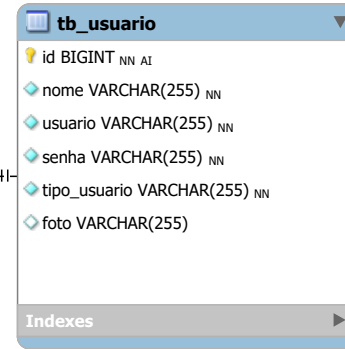 tb_usuario
id BIGINT NN AI
nome VARCHAR(255) NN
usuario VARCHAR(255) NN
senha VARCHAR(255) NN
tipo_usuario VARCHAR(255) NN
foto VARCHAR(255)
Indexes